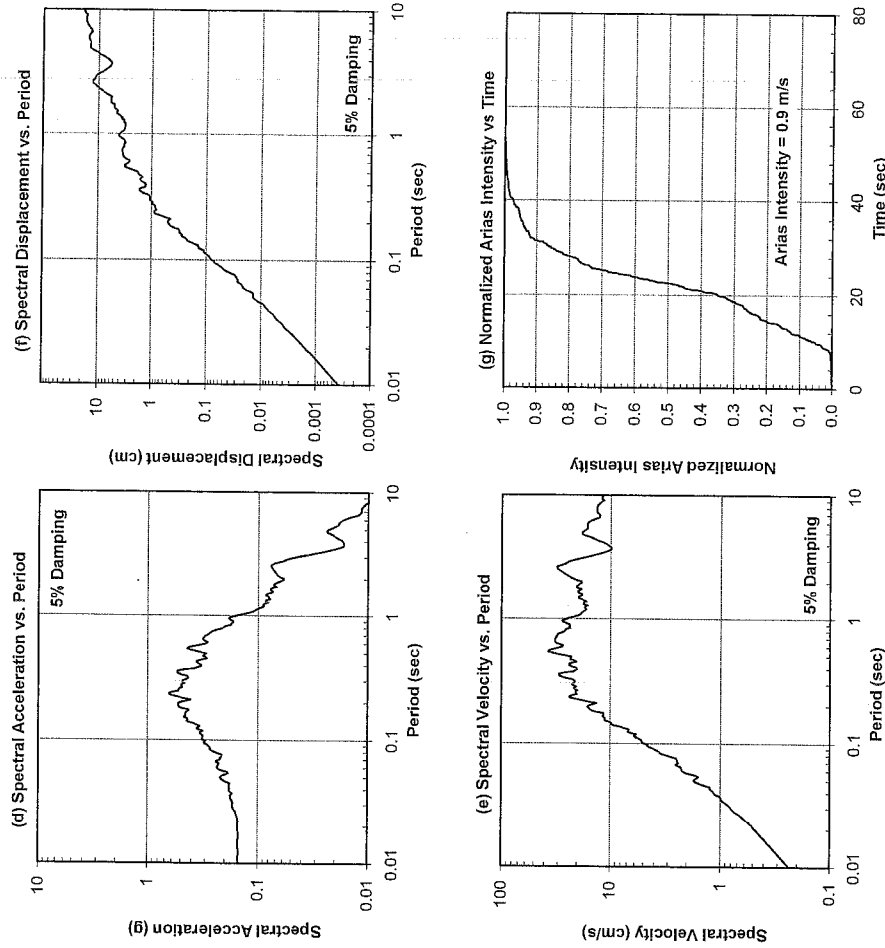 (d) Spectral Acceleration vs. Period
Spectral Acceleration (g)
10
1
0.1
0.01
5% Damping
0.01
0.1
1
10
Period (sec)
(f) Spectral Displacement vs. Period
Spectral Displacement (cm)
10
1
0.1
0.01
0.001
0.0001
5% Damping
0.01
0.1
1
10
Period (sec)
(e) Spectral Velocity vs. Period
Spectral Velocity (cm/s)
100
10
1
0.1
5% Damping
0.01
0.1
1
10
Period (sec)
(g) Normalized Arias Intensity vs Time
Normalized Arias Intensity
1.0
0.9
0.8
0.7
0.6
0.5
0.4
0.3
0.2
0.1
0.0
Arias Intensity = 0.9 m/s
0
20
40
60
80
Time (sec)